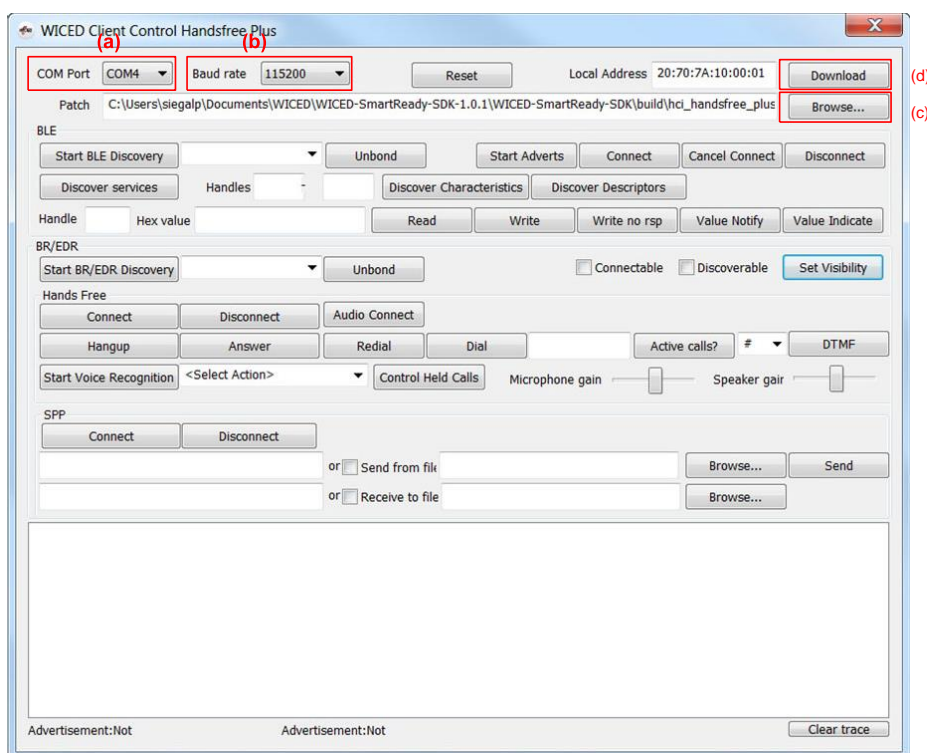 WICED Client Control Handsfree Plus
X
(a)
(b)
COM Port COM4 Baud rate 115200 Reset Local Address 20:70:7A:10:00:01 Download (d)
Patch C:\Users\siegalp\Documents\WICED\WICED-SmartReady-SDK-1.0.1\WICED-SmartReady-SDK\build\hci_handsfree_plus Browse... (c)
BLE
Start BLE Discovery Unbond Start Adverts Connect Cancel Connect Disconnect
Discover services Handles - Discover Characteristics Discover Descriptors
Handle Hex value Read Write Write no rsp Value Notify Value Indicate
BR/EDR
Start BR/EDR Discovery Unbond Connectable Discoverable Set Visibility
Hands Free
Connect Disconnect Audio Connect
Hangup Answer Redial Dial Active calls? # DTMF
Start Voice Recognition <Select Action> Control Held Calls Microphone gain Speaker gair
SPP
Connect Disconnect
or Send from file Browse... Send
or Receive to file Browse...
Advertisement:Not Advertisement:Not Clear trace